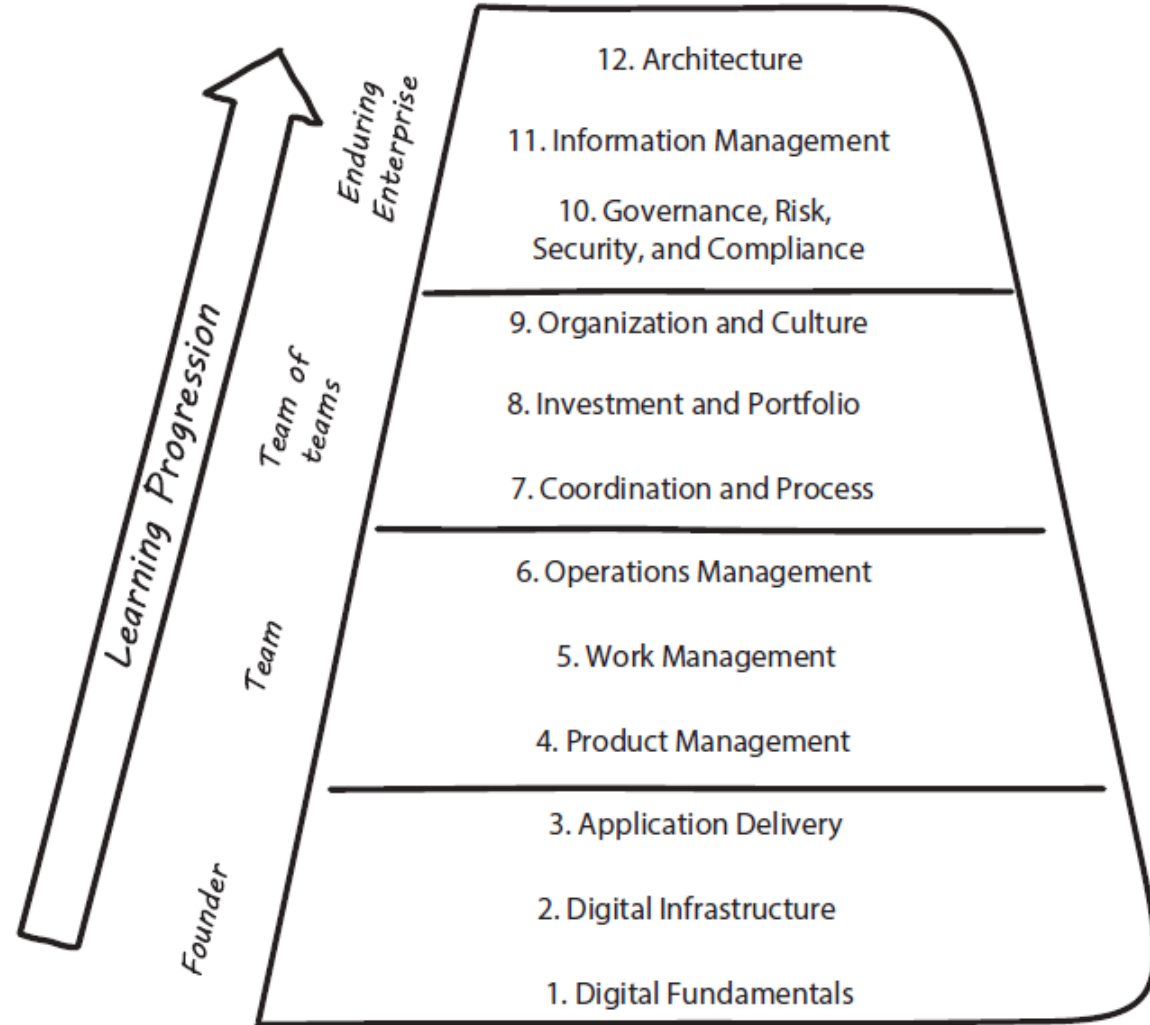 12. Architecture
11. Information Management
10. Governance, Risk,
Security, and Compliance
Enduring
Enterprise
9. Organization and Culture
8. Investment and Portfolio
7. Coordination and Process
Team of
teams
6. Operations Management
5. Work Management
4. Product Management
Team
3. Application Delivery
2. Digital Infrastructure
1. Digital Fundamentals
Founder
Learning Progression